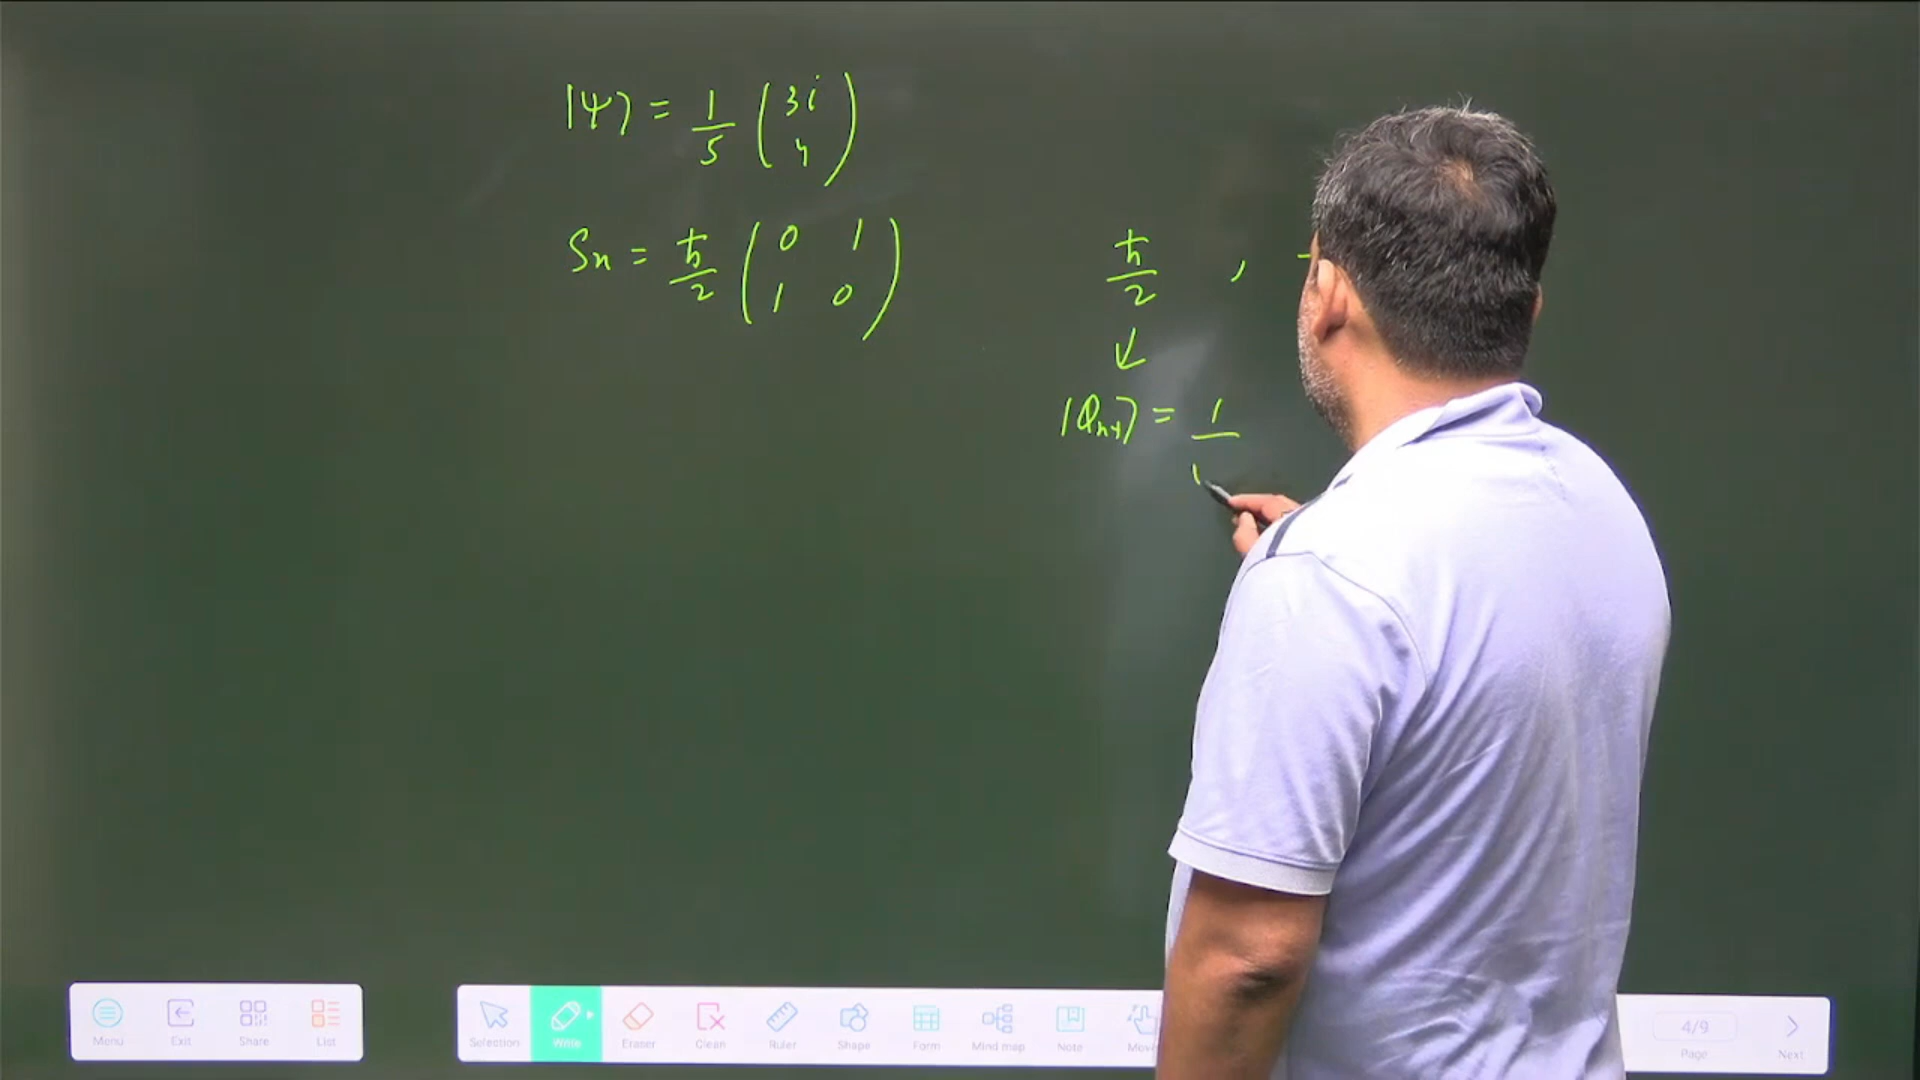 |ψ⟩ = 1/5 (3i 4)
Sx = ħ/2 (0 1 1 0)
ħ/2 , -
↓
|φx+⟩ = 1/
Menu Exit Share List
Selection Write Eraser Clean Ruler Shape Form Mind map Note
4/9
Page Next